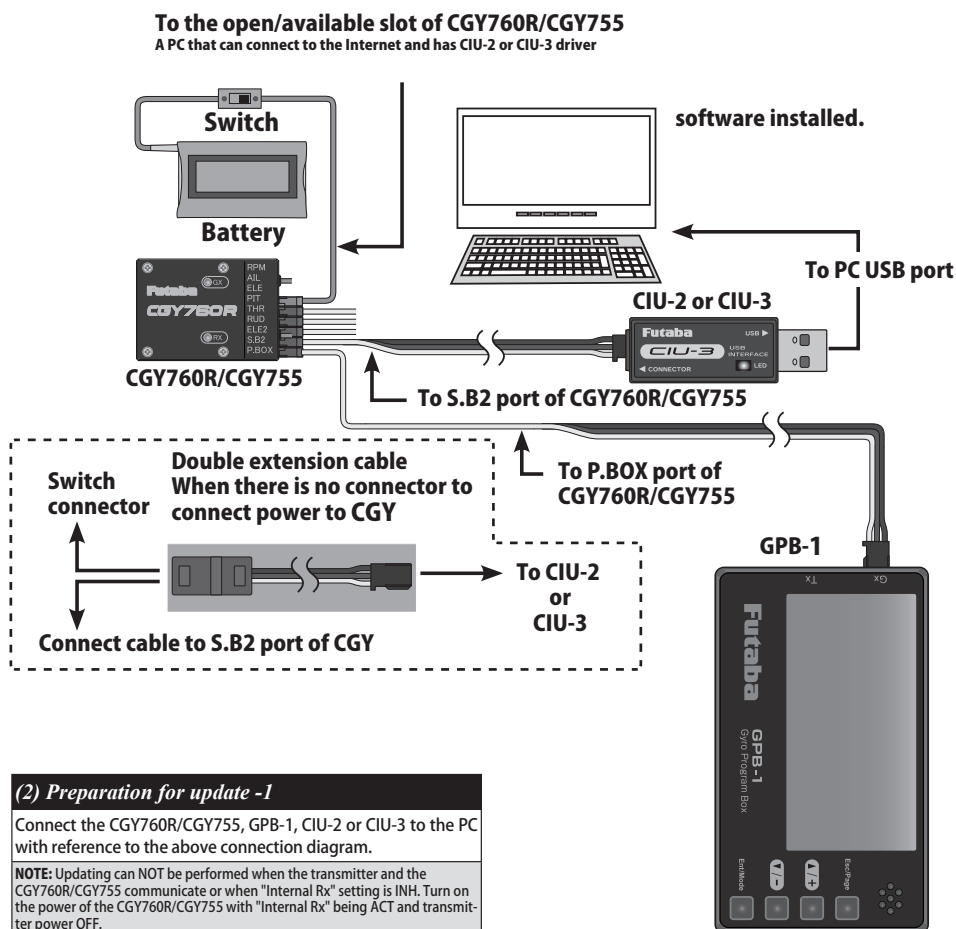 To the open/available slot of CGY760R/CGY755
A PC that can connect to the Internet and has CIU-2 or CIU-3 driver
software installed.
Switch
Battery
To PC USB port
CIU-2 or CIU-3
Futaba
USB ▶
CIU-3
USB
INTERFACE
LED
◀ CONNECTOR
Futaba
CGY760R
GX
RX
RPM
AIL
ELE
PIT
THR
RUD
ELE2
S.B2
P.BOX
CGY760R/CGY755
To S.B2 port of CGY760R/CGY755
To P.BOX port of
CGY760R/CGY755
Double extension cable
When there is no connector to
connect power to CGY
Switch
connector
To CIU-2
or
CIU-3
Connect cable to S.B2 port of CGY
GPB-1
Tx
Gx
Futaba
GPB-1
Gyro Program Box
Ent/Mode
▼/-
▲/+
Esc/Page
(2) Preparation for update -1
Connect the CGY760R/CGY755, GPB-1, CIU-2 or CIU-3 to the PC
with reference to the above connection diagram.
NOTE: Updating can NOT be performed when the transmitter and the
CGY760R/CGY755 communicate or when "Internal Rx" setting is INH. Turn on
the power of the CGY760R/CGY755 with "Internal Rx" being ACT and transmit-
ter power OFF.